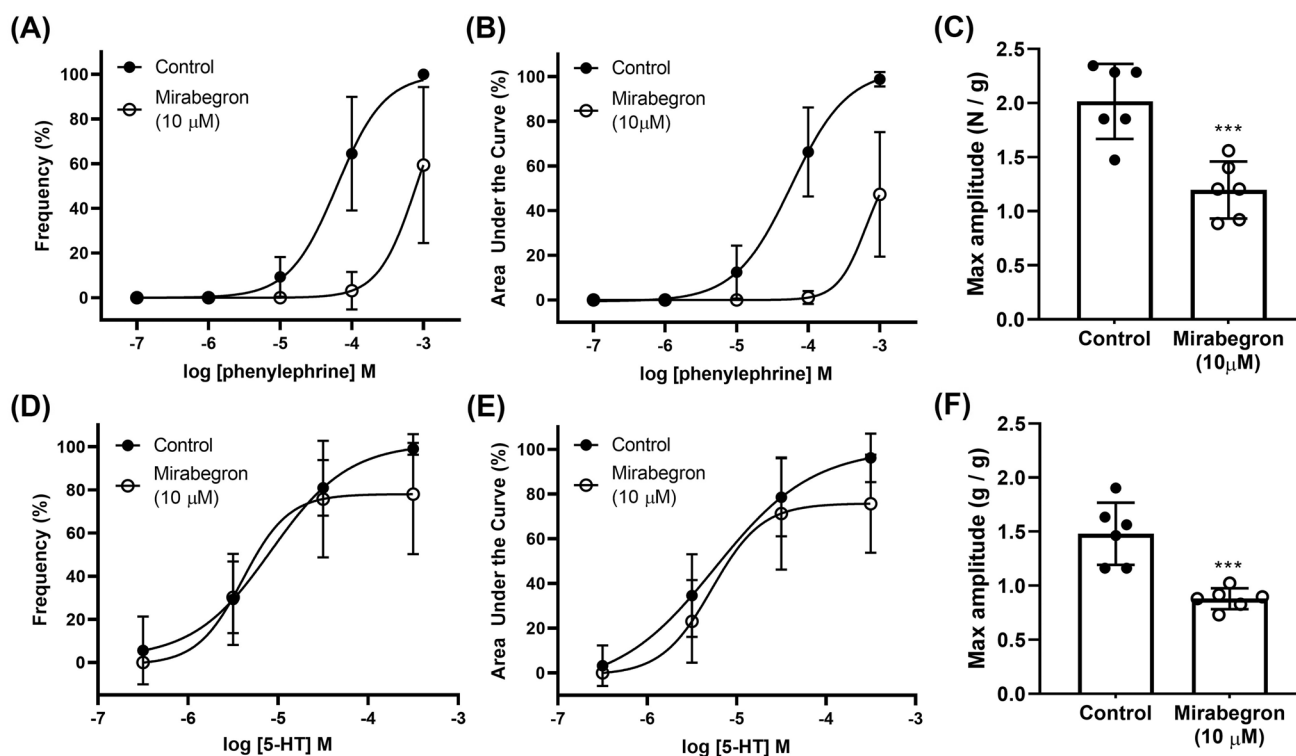 (A)
Control
Mirabegron
(10 μM)
Frequency (%)
100
80
60
40
20
0
-7
-6
-5
-4
-3
log [phenylephrine] M
(B)
Control
Mirabegron
(10μM)
Area Under the Curve (%)
100
80
60
40
20
0
-7
-6
-5
-4
-3
log [phenylephrine] M
(C)
Max amplitude (N / g)
2.5
2.0
1.5
1.0
0.5
0.0
***
Control
Mirabegron
(10μM)
(D)
Control
Mirabegron
(10 μM)
Frequency (%)
100
80
60
40
20
0
-7
-6
-5
-4
-3
log [5-HT] M
(E)
Control
Mirabegron
(10 μM)
Area Under the Curve (%)
100
80
60
40
20
0
-7
-6
-5
-4
-3
log [5-HT] M
(F)
Max amplitude (g / g)
2.5
2.0
1.5
1.0
0.5
0.0
***
Control
Mirabegron
(10 μM)